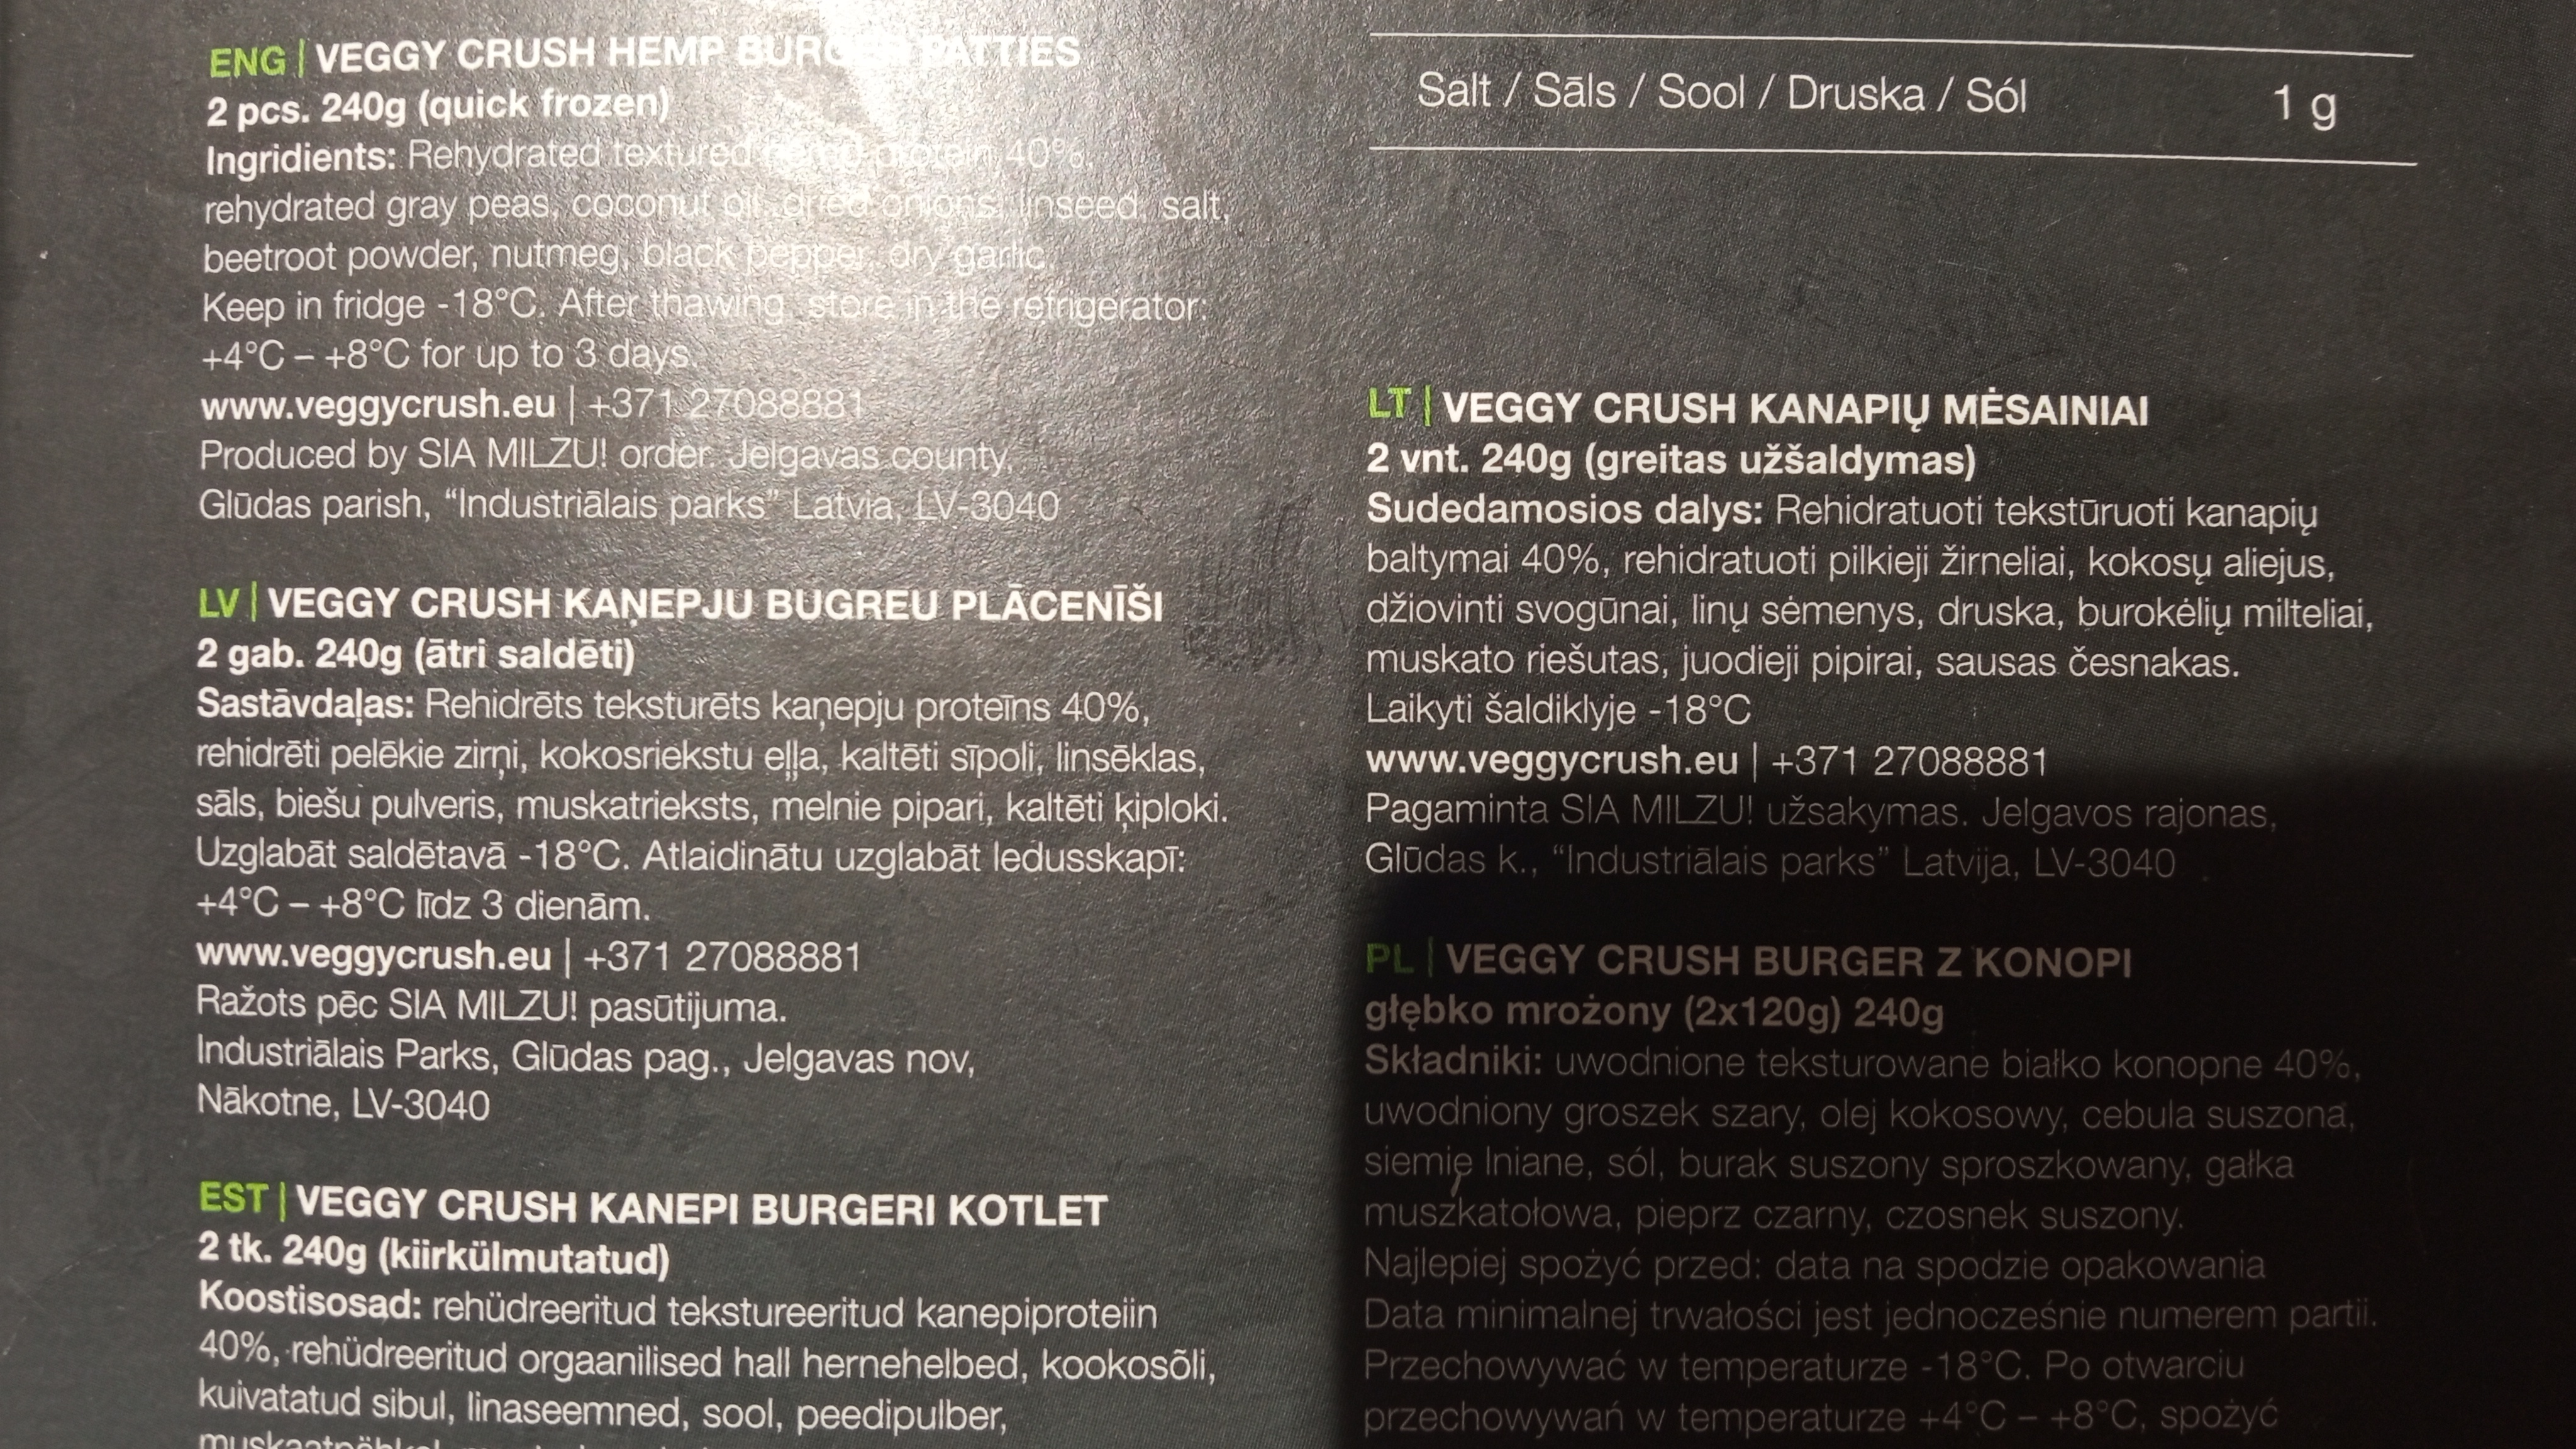 ENG | VEGGY CRUSH HEMP BURGER PATTIES
2 pcs. 240g (quick frozen)
Ingridients: Rehydrated textured hemp protein 40%,
rehydrated gray peas, coconut oil, dried onions, linseed, salt,
beetroot powder, nutmeg, black pepper, dry garlic.
Keep in fridge -18°C. After thawing, store in the refrigerator:
+4°C – +8°C for up to 3 days.
www.veggycrush.eu | +371 27088881
Produced by SIA MILZU! order. Jelgavas county,
Glūdas parish, “Industriālais parks” Latvia, LV-3040
LV | VEGGY CRUSH KAŅEPJU BUGREU PLĀCENĪŠI
2 gab. 240g (ātri saldēti)
Sastāvdaļas: Rehidrēts teksturēts kaņepju proteīns 40%,
rehidrēti pelēkie zirņi, kokosriekstu eļļa, kaltēti sīpoli, linsēklas,
sāls, biešu pulveris, muskatrieksts, melnie pipari, kaltēti ķiploki.
Uzglabāt saldētavā -18°C. Atlaidinātu uzglabāt ledusskapī:
+4°C – +8°C līdz 3 dienām.
www.veggycrush.eu | +371 27088881
Ražots pēc SIA MILZU! pasūtijuma.
Industriālais Parks, Glūdas pag., Jelgavas nov,
Nākotne, LV-3040
EST | VEGGY CRUSH KANEPI BURGERI KOTLET
2 tk. 240g (kiirkülmutatud)
Koostisosad: rehüdreeritud tekstureeritud kanepiproteiin
40%, rehüdreeritud orgaanilised hall hernehelbed, kookosõli,
kuivatatud sibul, linaseemned, sool, peedipulber,
Salt / Sāls / Sool / Druska / Sól 1 g
LT | VEGGY CRUSH KANAPIŲ MĖSAINIAI
2 vnt. 240g (greitas užšaldymas)
Sudedamosios dalys: Rehidratuoti tekstūruoti kanapių
baltymai 40%, rehidratuoti pilkieji žirneliai, kokosų aliejus,
džiovinti svogūnai, linų sėmenys, druska, burokėlių milteliai,
muskato riešutas, juodieji pipirai, sausas česnakas.
Laikyti šaldiklyje -18°C
www.veggycrush.eu | +371 27088881
Pagaminta SIA MILZU! užsakymas. Jelgavos rajonas,
Glūdas k., “Industriālais parks” Latvija, LV-3040
PL | VEGGY CRUSH BURGER Z KONOPI
głębko mrożony (2x120g) 240g
Składniki: uwodnione teksturowane białko konopne 40%,
uwodniony groszek szary, olej kokosowy, cebula suszona,
siemię lniane, sól, burak suszony sproszkowany, gałka
muszkatołowa, pieprz czarny, czosnek suszony.
Najlepiej spożyć przed: data na spodzie opakowania
Data minimalnej trwałości jest jednocześnie numerem partii.
Przechowywać w temperaturze -18°C. Po otwarciu
przechowywań w temperaturze +4°C – +8°C, spożyć